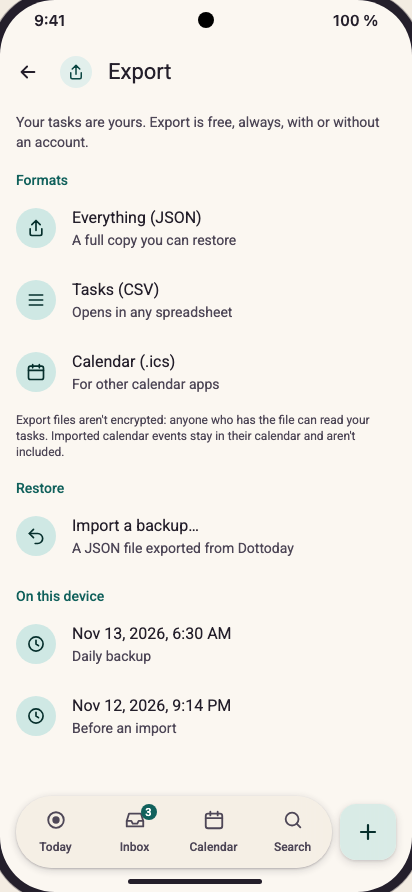 9:41
100 %
Export
Your tasks are yours. Export is free, always, with or without
an account.
Formats
Everything (JSON)
A full copy you can restore
Tasks (CSV)
Opens in any spreadsheet
Calendar (.ics)
For other calendar apps
Export files aren't encrypted: anyone who has the file can read your
tasks. Imported calendar events stay in their calendar and aren't
included.
Restore
Import a backup…
A JSON file exported from Dottoday
On this device
Nov 13, 2026, 6:30 AM
Daily backup
Nov 12, 2026, 9:14 PM
Before an import
3
Today
Inbox
Calendar
Search